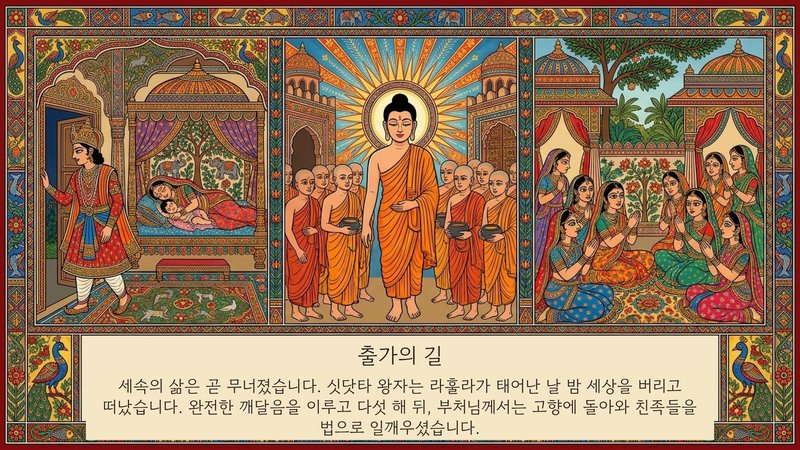 출가의 길
세속의 삶은 곧 무너졌습니다. 싯닷타 왕자는 라훌라가 태어난 날 밤 세상을 버리고
떠났습니다. 완전한 깨달음을 이루고 다섯 해 뒤, 부처님께서는 고향에 돌아와 친족들을
법으로 일깨우셨습니다.